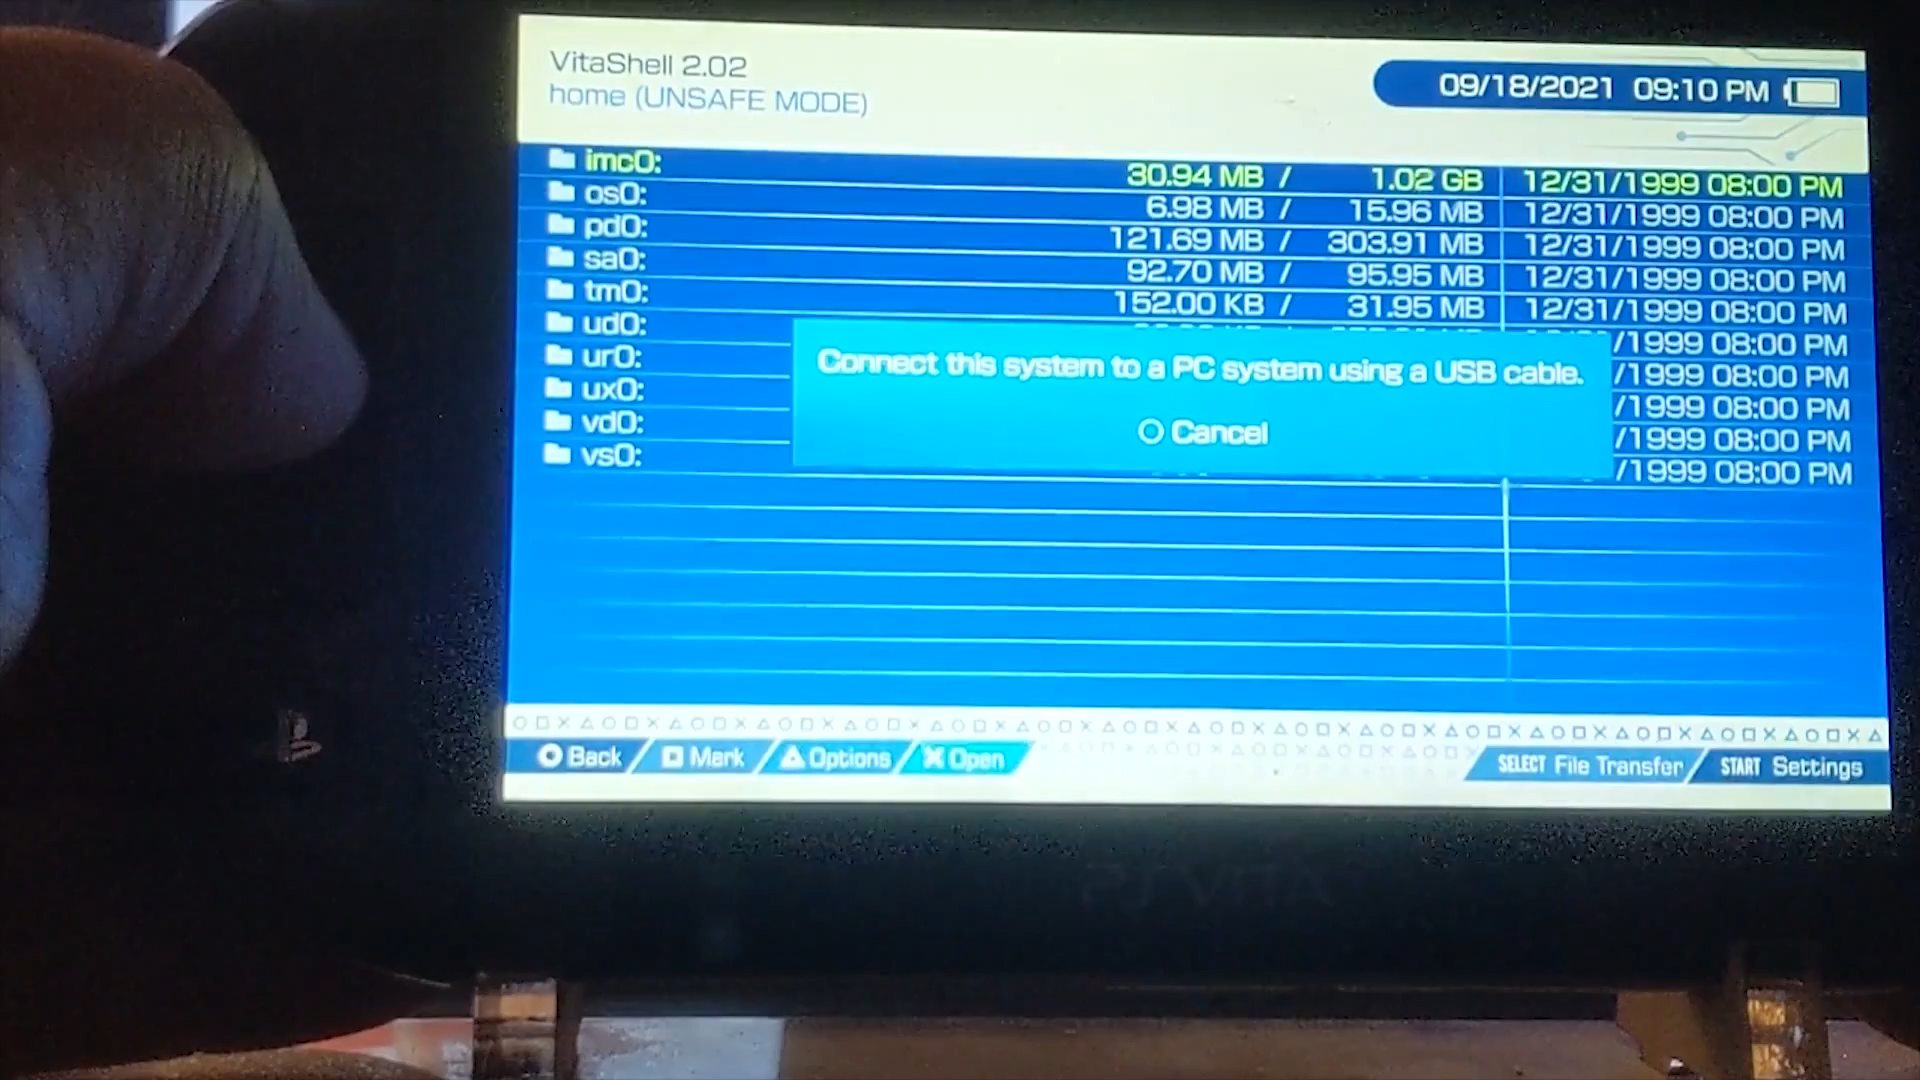 VitaShell 2.02
home (UNSAFE MODE)
09/18/2021 09:10 PM
imc0: 30.94 MB / 1.02 GB 12/31/1999 08:00 PM
os0: 6.98 MB / 15.96 MB 12/31/1999 08:00 PM
pd0: 121.69 MB / 303.91 MB 12/31/1999 08:00 PM
sa0: 92.70 MB / 95.95 MB 12/31/1999 08:00 PM
tm0: 152.00 KB / 31.95 MB 12/31/1999 08:00 PM
ud0: /1999 08:00 PM
ur0: /1999 08:00 PM
ux0: /1999 08:00 PM
vd0: /1999 08:00 PM
vs0: /1999 08:00 PM
Connect this system to a PC system using a USB cable.
Cancel
Back Mark Options Open SELECT File Transfer START Settings